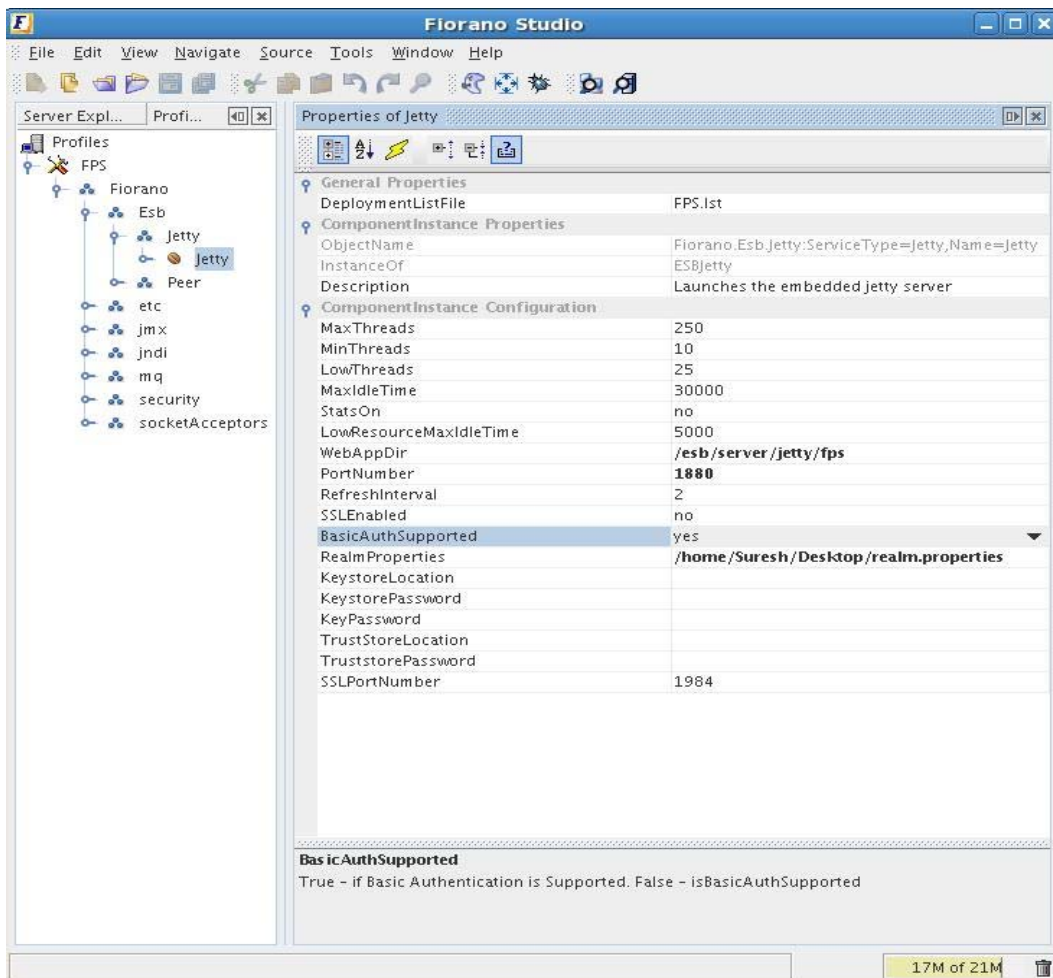 Fiorano Studio
File Edit View Navigate Source Tools Window Help
Server Expl... Profi...
Profiles
FPS
Fiorano
Esb
Jetty
Jetty
Peer
etc
jmx
jndi
mq
security
socketAcceptors
Properties of Jetty
General Properties
DeploymentListFile FPS.lst
ComponentInstance Properties
ObjectName Fiorano.Esb.Jetty:ServiceType=Jetty,Name=Jetty
InstanceOf ESBJetty
Description Launches the embedded jetty server
ComponentInstance Configuration
MaxThreads 250
MinThreads 10
LowThreads 25
MaxIdleTime 30000
StatsOn no
LowResourceMaxIdleTime 5000
WebAppDir /esb/server/jetty/fps
PortNumber 1880
RefreshInterval 2
SSLEnabled no
BasicAuthSupported yes
RealmProperties /home/Suresh/Desktop/realm.properties
KeystoreLocation
KeystorePassword
KeyPassword
TrustStoreLocation
TruststorePassword
SSLPortNumber 1984
BasicAuthSupported
True - if Basic Authentication is Supported. False - isBasicAuthSupported
17M of 21M